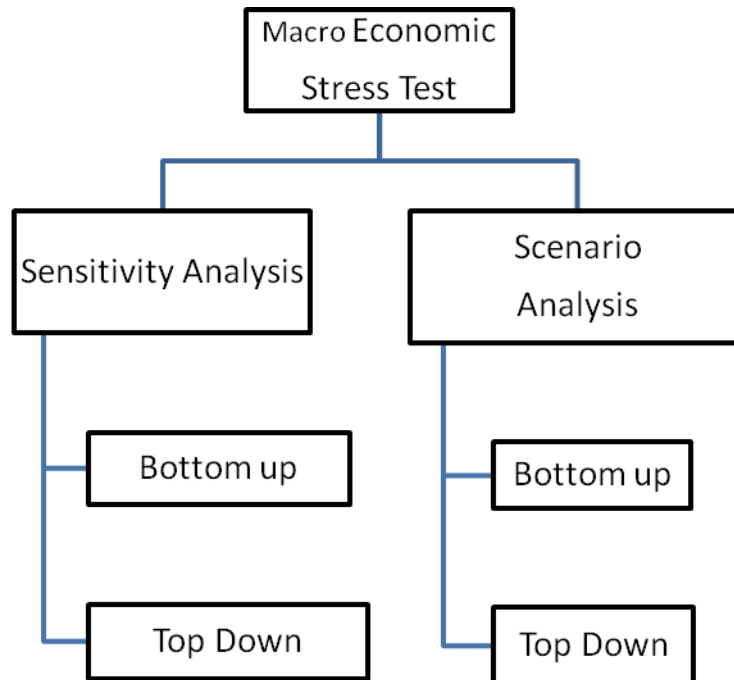 Macro Economic
Stress Test
Sensitivity Analysis
Scenario
Analysis
Bottom up
Bottom up
Top Down
Top Down